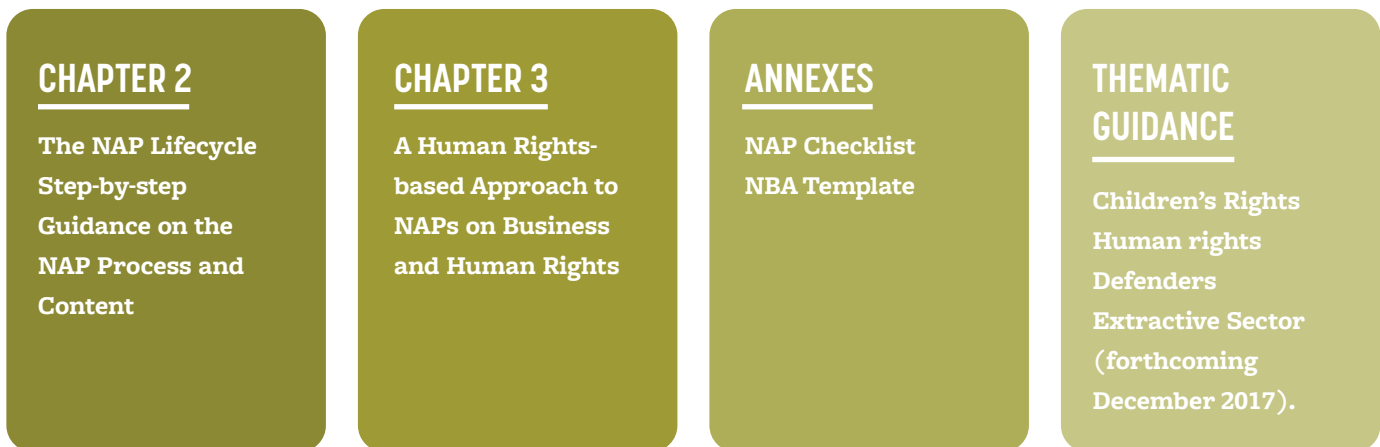 CHAPTER 2
The NAP Lifecycle
Step-by-step
Guidance on the
NAP Process and
Content
CHAPTER 3
A Human Rights-
based Approach to
NAPs on Business
and Human Rights
ANNEXES
NAP Checklist
NBA Template
THEMATIC
GUIDANCE
Children’s Rights
Human rights
Defenders
Extractive Sector
(forthcoming
December 2017).